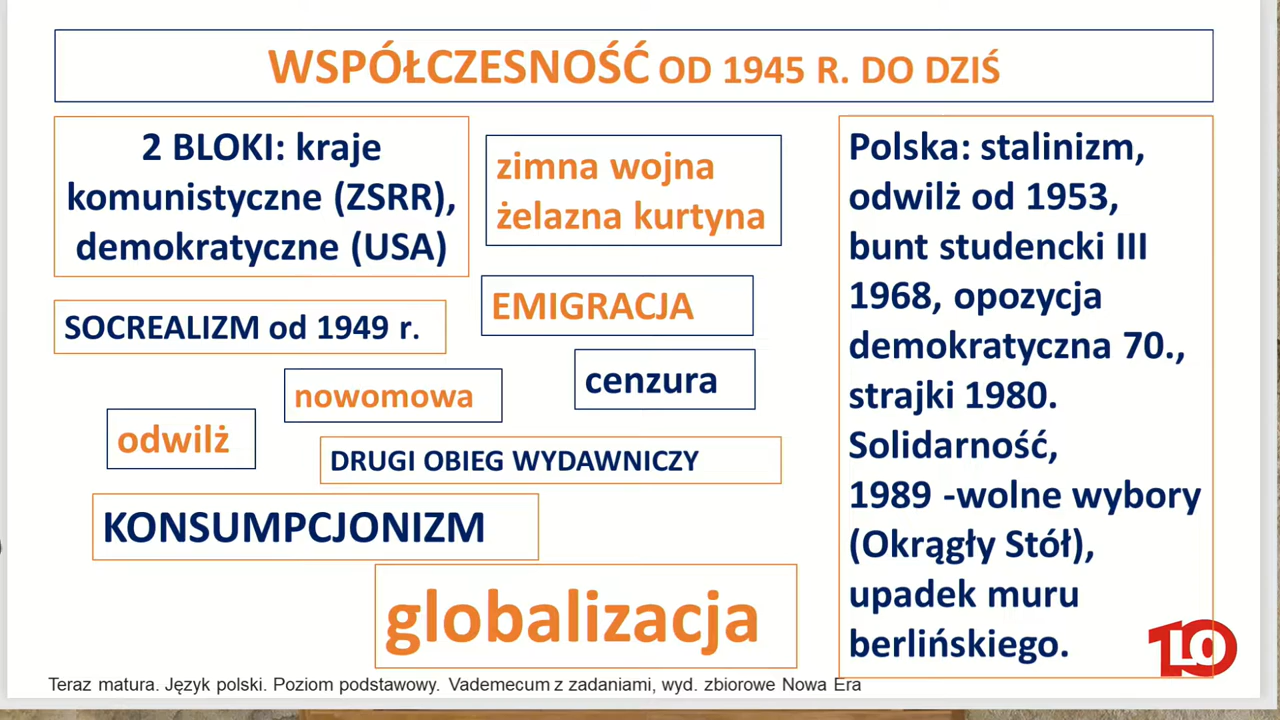 WSPÓŁCZESNOŚĆ OD 1945 R. DO DZIŚ
2 BLOKI: kraje
komunistyczne (ZSRR),
demokratyczne (USA)
zimna wojna
żelazna kurtyna
SOCREALIZM od 1949 r.
EMIGRACJA
cenzura
nowomowa
odwilż
DRUGI OBIEG WYDAWNICZY
KONSUMPCJONIZM
globalizacja
Polska: stalinizm,
odwilż od 1953,
bunt studencki III
1968, opozycja
demokratyczna 70.,
strajki 1980.
Solidarność,
1989 -wolne wybory
(Okrągły Stół),
upadek muru
berlińskiego.
1LO
Teraz matura. Język polski. Poziom podstawowy. Vademecum z zadaniami, wyd. zbiorowe Nowa Era